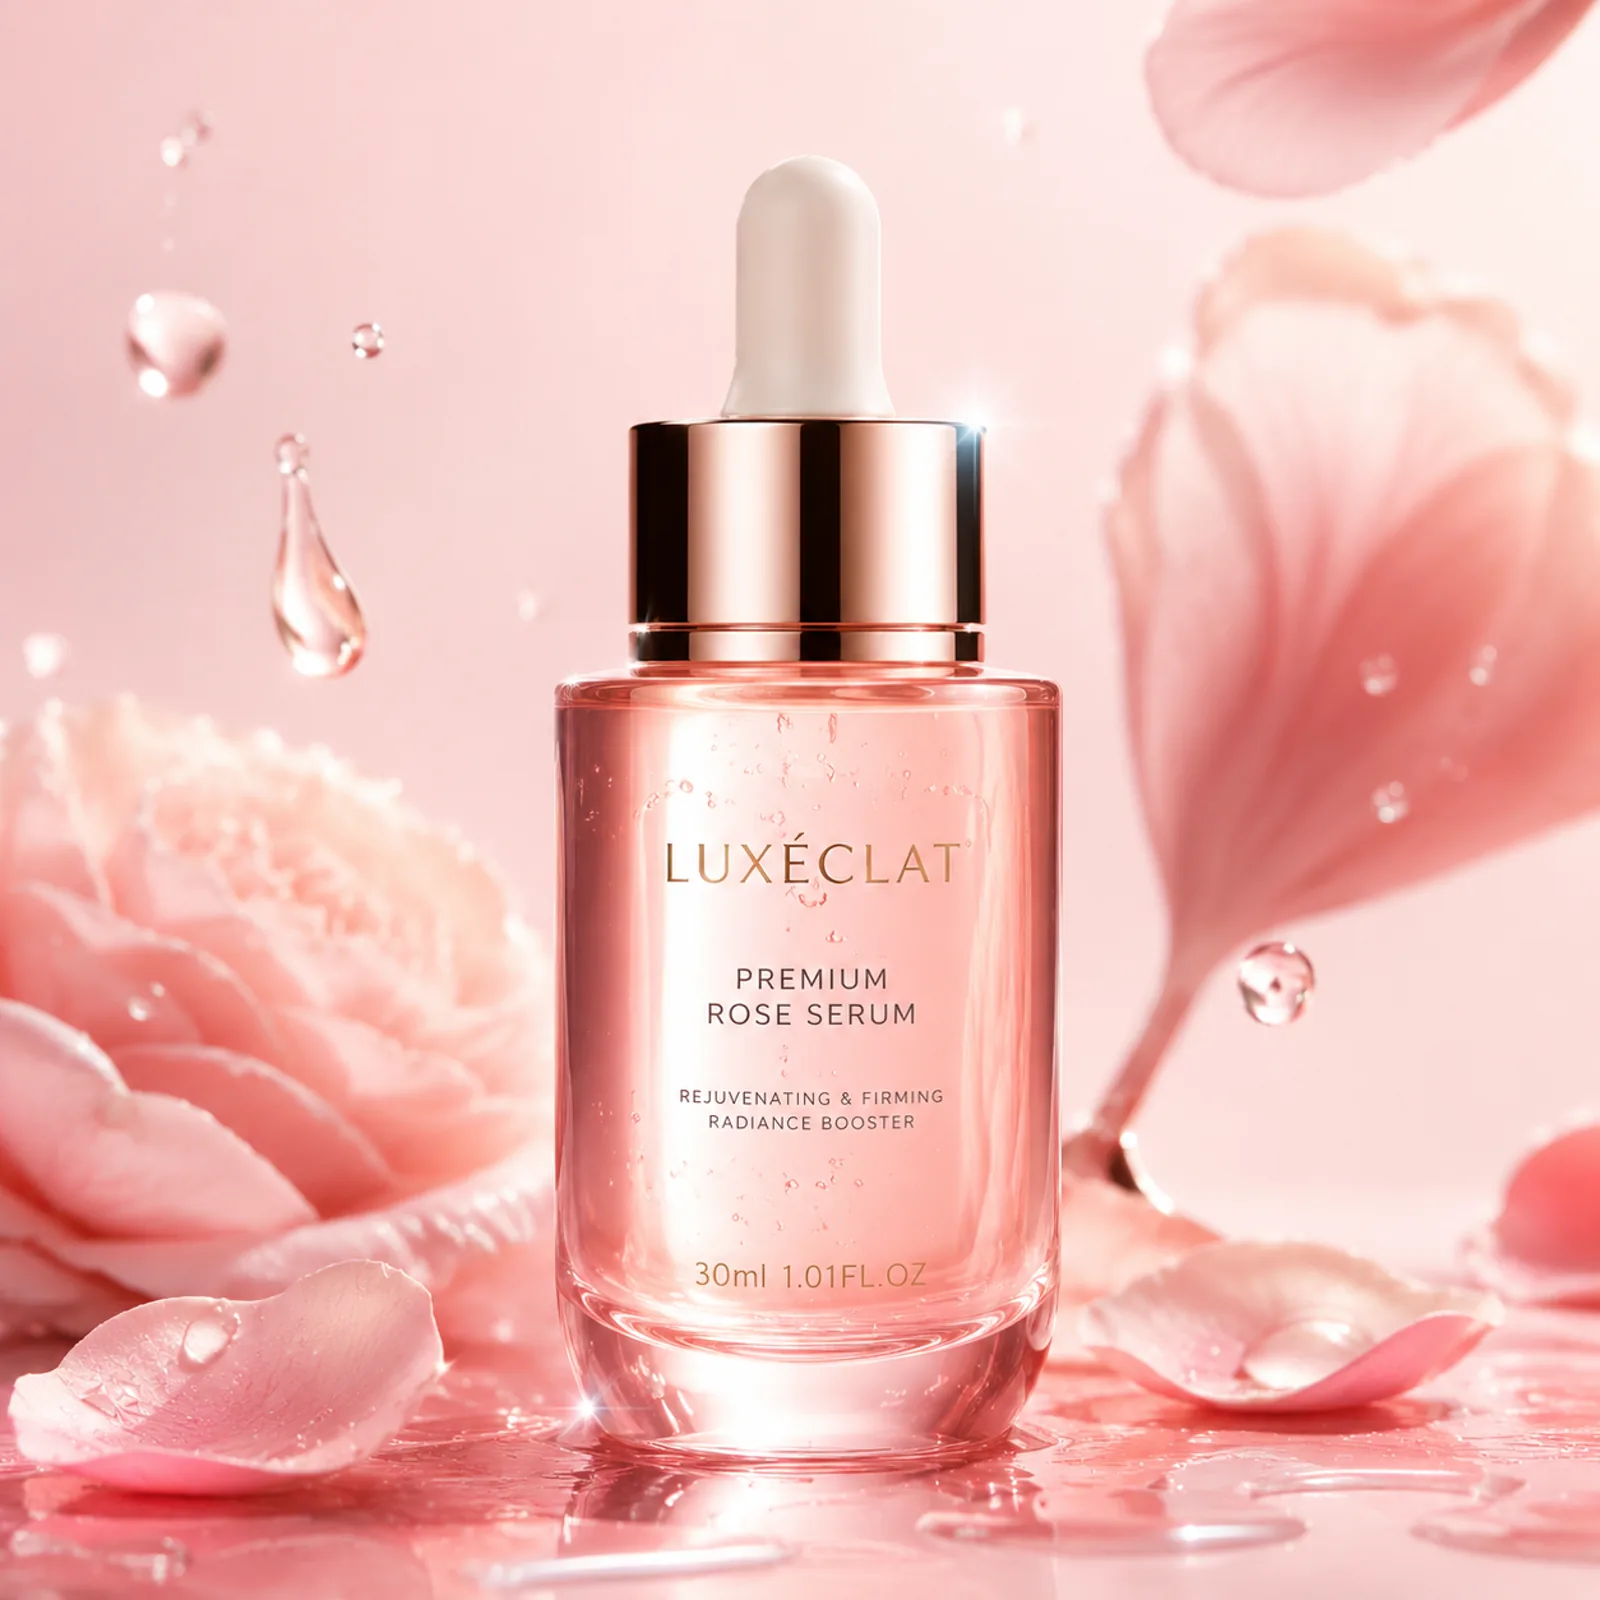 LUXÉCLAT°
PREMIUM
ROSE SERUM
REJUVENATING & FIRMING
RADIANCE BOOSTER
30ml 1.01FL.OZ